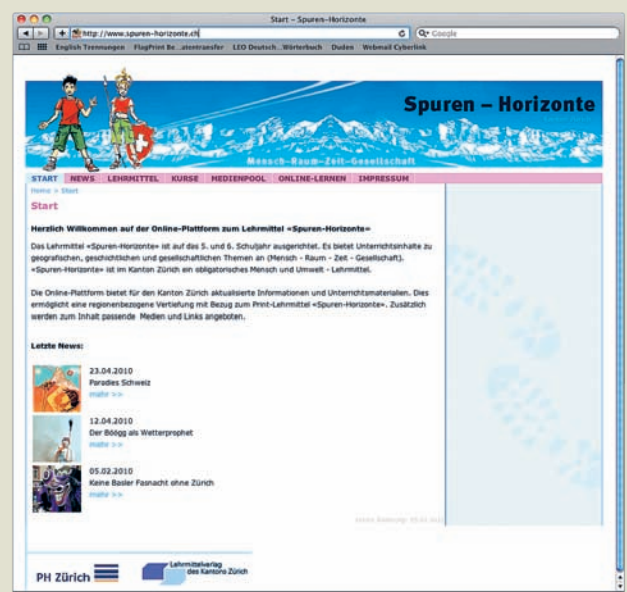 Start – Spuren-Horizonte
http://www.spuren-horizonte.ch
Google
English Trennungen FlagPrint Be...atentransfer LEO Deutsch...Wörterbuch Duden Webmail Cyberlink
Spuren – Horizonte
Mensch-Raum-Zeit-Gesellschaft
START NEWS LEHRMITTEL KURSE MEDIENPOOL ONLINE-LERNEN IMPRESSUM
Home > Start
Start
Herzlich Willkommen auf der Online-Plattform zum Lehrmittel «Spuren-Horizonte»
Das Lehrmittel «Spuren-Horizonte» ist auf das 5. und 6. Schuljahr ausgerichtet. Es bietet Unterrichtsinhalte zu
geografischen, geschichtlichen und gesellschaftlichen Themen an (Mensch - Raum - Zeit - Gesellschaft).
«Spuren-Horizonte» ist im Kanton Zürich ein obligatorisches Mensch und Umwelt - Lehrmittel.
Die Online-Plattform bietet für den Kanton Zürich aktualisierte Informationen und Unterrichtsmaterialien. Dies
ermöglicht eine regionenbezogene Vertiefung mit Bezug zum Print-Lehrmittel «Spuren-Horizonte». Zusätzlich
werden zum Inhalt passende Medien und Links angeboten.
Letzte News:
23.04.2010
Paradies Schweiz
mehr >>
12.04.2010
Der Böögg als Wetterprophet
mehr >>
05.02.2010
Keine Basler Fasnacht ohne Zürich
mehr >>
PH Zürich
Lehrmittelverlag
des Kantons Zürich